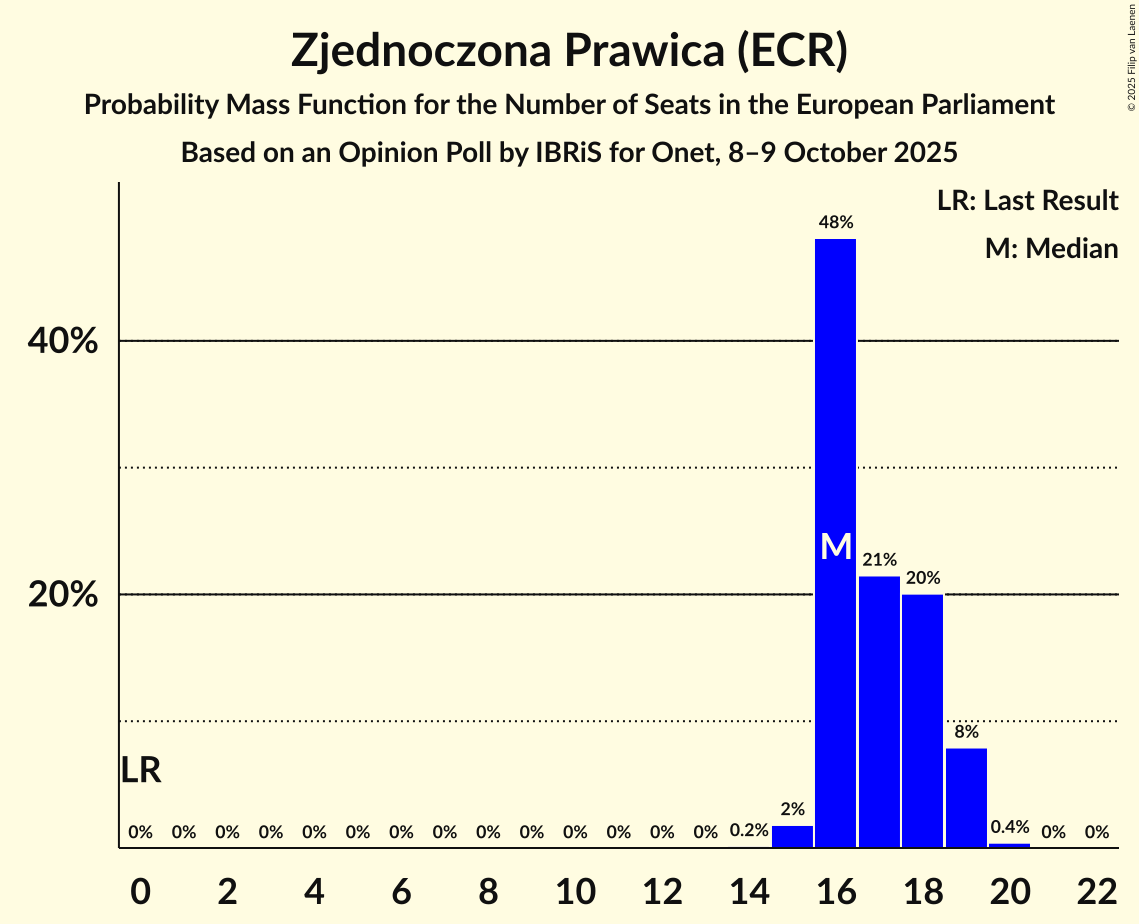 Zjednoczona Prawica (ECR)
Probability Mass Function for the Number of Seats in the European Parliament
Based on an Opinion Poll by IBRiS for Onet, 8–9 October 2025
© 2025 Filip van Laenen
LR: Last Result
M: Median
48%
40%
M
21%
20%
20%
8%
LR
2%
0% 0% 0% 0% 0% 0% 0% 0% 0% 0% 0% 0% 0% 0% 0.2% 0.4% 0% 0%
0 2 4 6 8 10 12 14 16 18 20 22